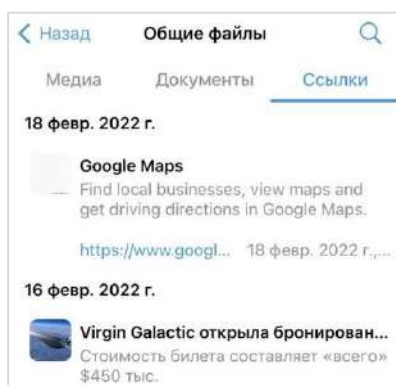 Назад Общие файлы
Медиа Документы Ссылки
18 февр. 2022 г.
Google Maps
Find local businesses, view maps and
get driving directions in Google Maps.
https://www.googl... 18 февр. 2022 г.,...
16 февр. 2022 г.
Virgin Galactic открыла бронирован...
Стоимость билета составляет «всего»
$450 тыс.